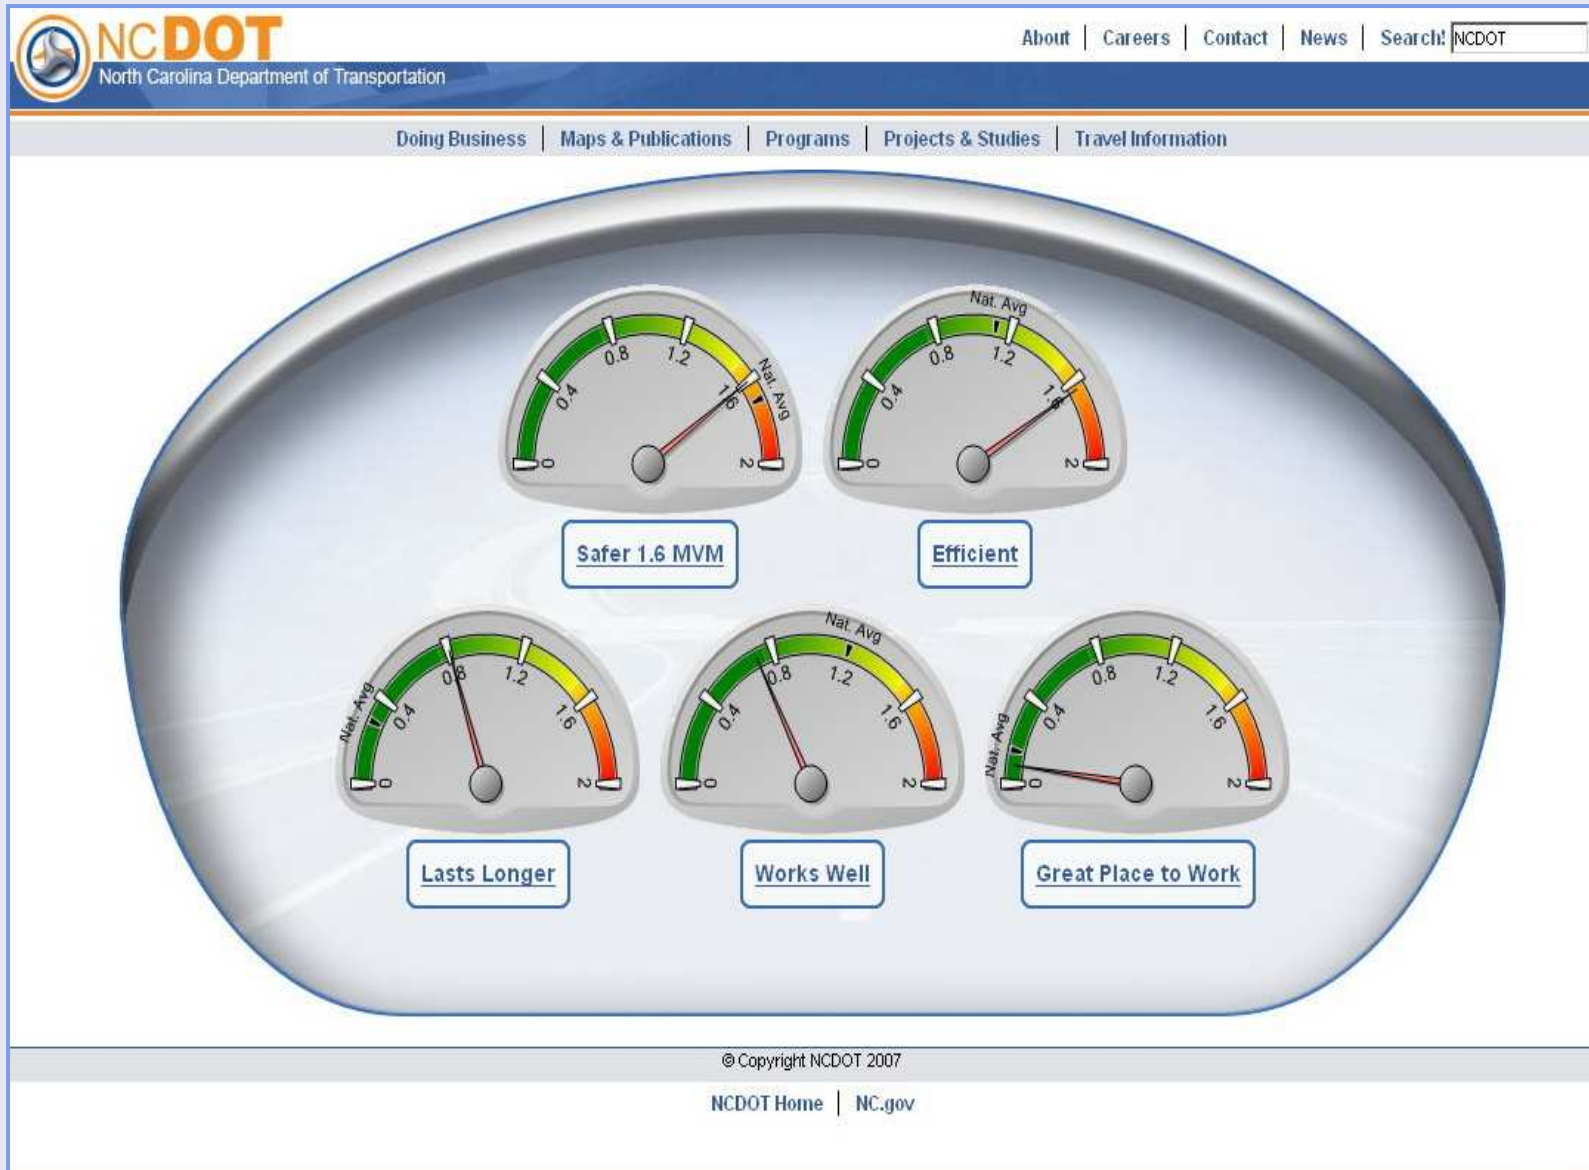 NCDOT
North Carolina Department of Transportation
About | Careers | Contact | News | Search! NCDOT
Doing Business | Maps & Publications | Programs | Projects & Studies | Travel Information
0 0.4 0.8 1.2 1.6 2 Nat. Avg
0 0.4 0.8 1.2 1.6 2 Nat. Avg
Safer 1.6 MVM
Efficient
0 0.4 0.8 1.2 1.6 2 Nat. Avg
0 0.4 0.8 1.2 1.6 2 Nat. Avg
0 0.4 0.8 1.2 1.6 2 Nat. Avg
Lasts Longer
Works Well
Great Place to Work
© Copyright NCDOT 2007
NCDOT Home | NC.gov